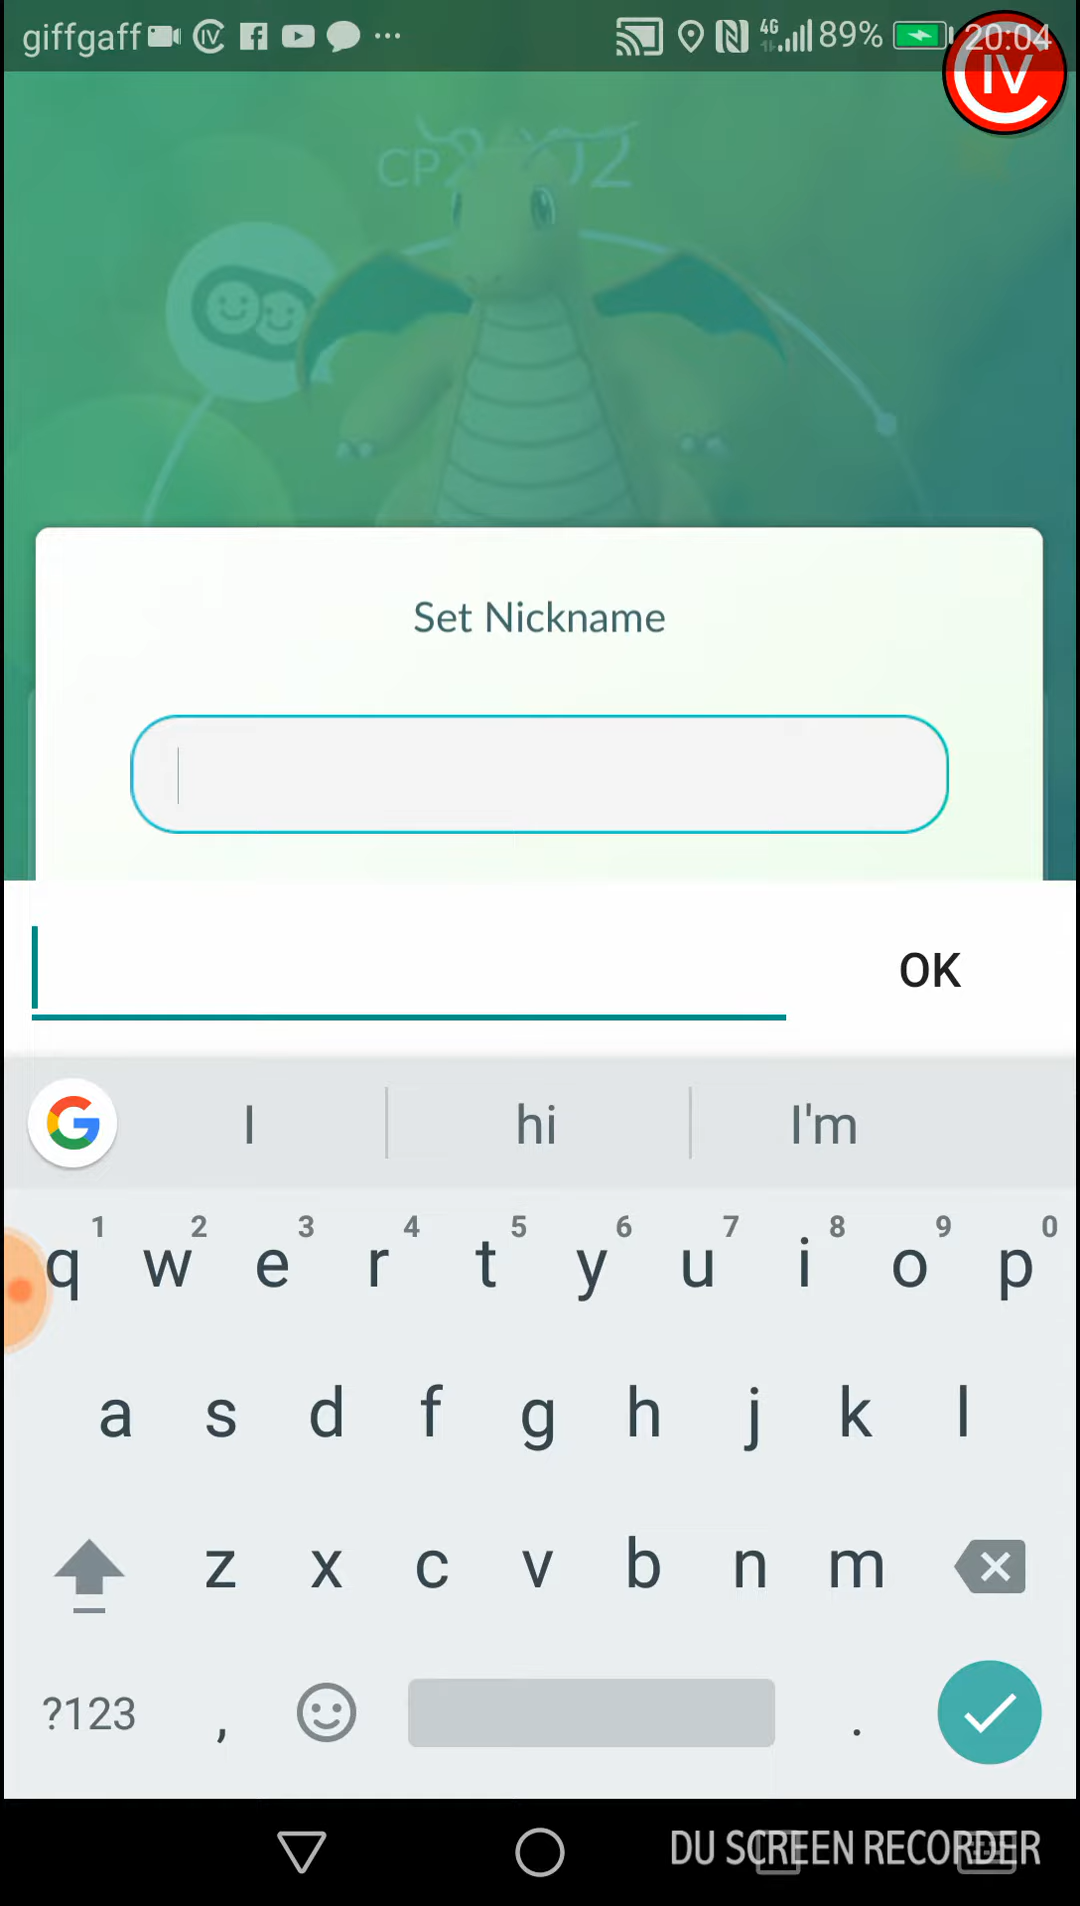 giffgaff 4G 89% 20:04
IV
CP
Set Nickname
OK
I hi I'm
1 2 3 4 5 6 7 8 9 0
q w e r t y u i o p
a s d f g h j k l
z x c v b n m
?123 , .
DU SCREEN RECORDER